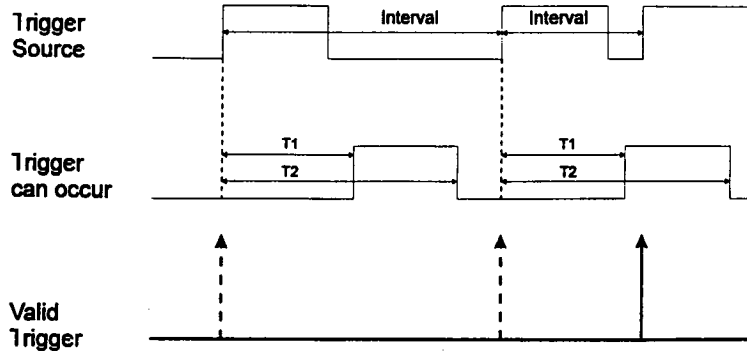 Trigger
Source
Interval
Interval
Trigger
can occur
T1
T2
T1
T2
Valid
Trigger